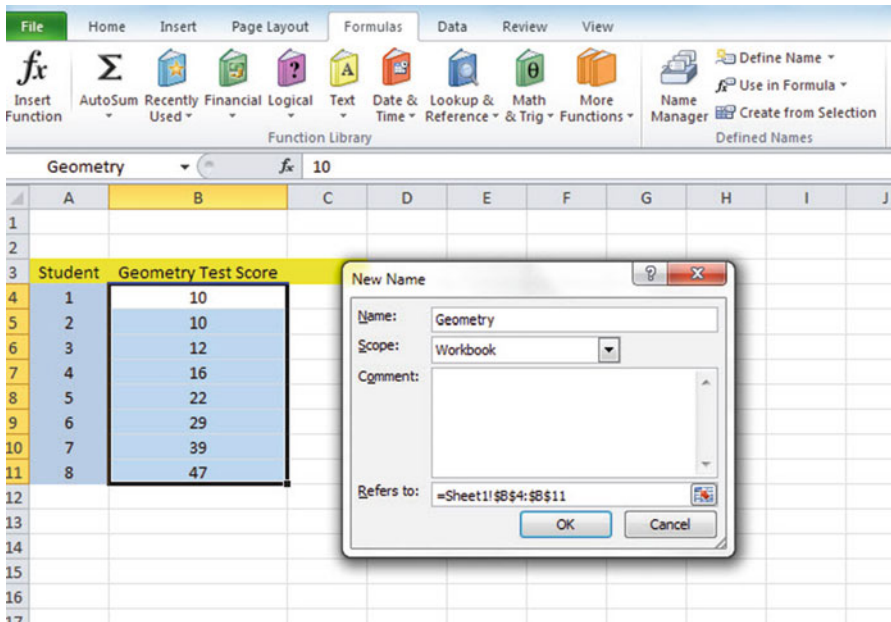 File Home Insert Page Layout Formulas Data Review View
fx Σ ? A θ
Insert Function AutoSum Recently Used Financial Logical Text Date & Time Lookup & Reference Math & Trig More Functions Name Manager
Define Name
Use in Formula
Create from Selection
Function Library Defined Names
Geometry fx 10
A B C D E F G H I J
1
2
3 Student Geometry Test Score
4 1 10
5 2 10
6 3 12
7 4 16
8 5 22
9 6 29
10 7 39
11 8 47
12
13
14
15
16
17
New Name
Name: Geometry
Scope: Workbook
Comment:
Refers to: =Sheet1!$B$4:$B$11
OK Cancel